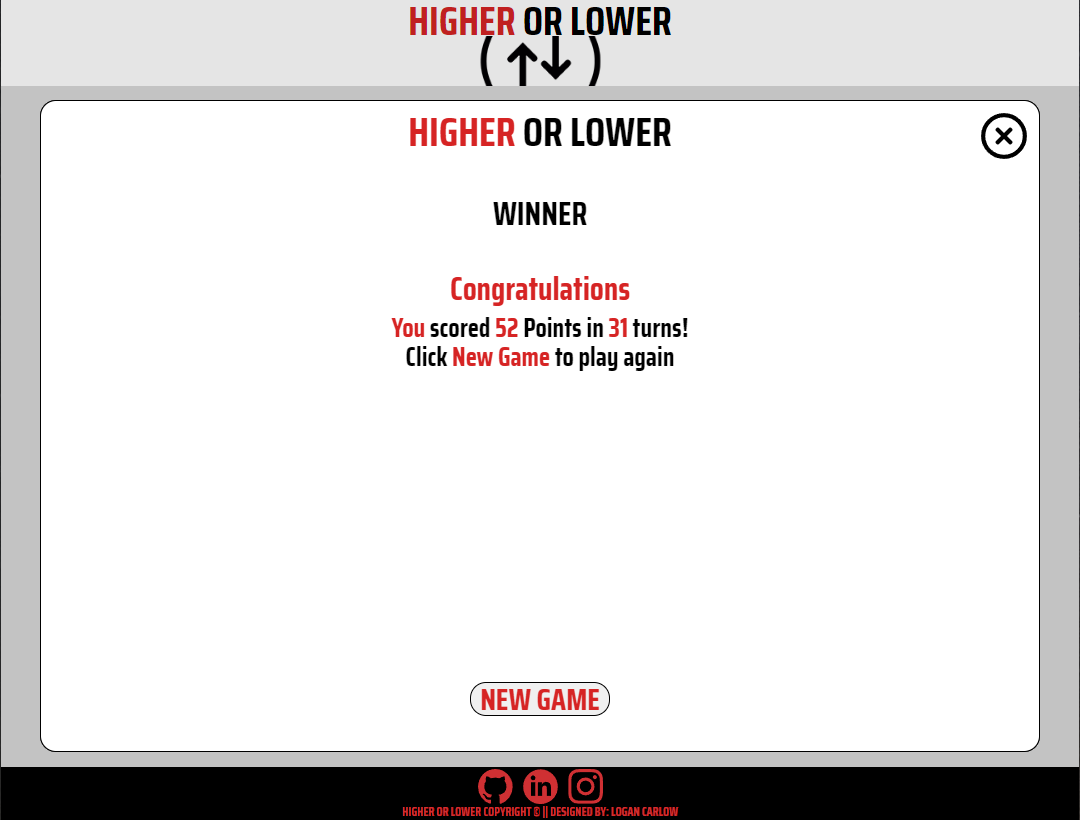 HIGHER OR LOWER
HIGHER OR LOWER
WINNER
Congratulations
You scored 52 Points in 31 turns!
Click New Game to play again
NEW GAME
in
HIGHER OR LOWER COPYRIGHT © || DESIGNED BY: LOGAN CARLOW